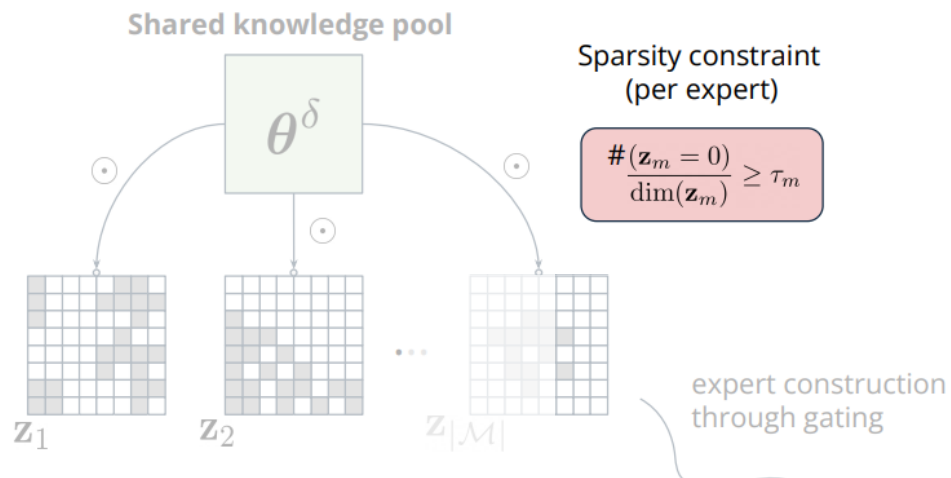 Shared knowledge pool
Sparsity constraint
(per expert)
θ^δ
#(z_m = 0)
dim(z_m)
≥ τ_m
⊙
⊙
⊙
...
z_1
z_2
z_|ℳ|
expert construction
through gating